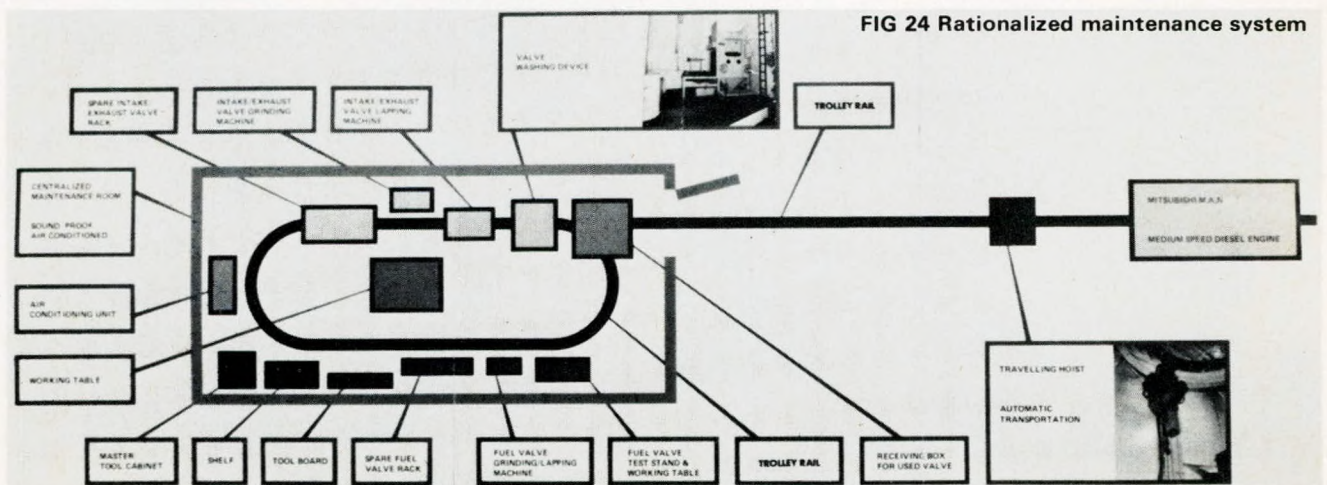 FIG 24 Rationalized maintenance system
VALVE
WASHING DEVICE
SPARE INTAKE/
EXHAUST VALVE
RACK
INTAKE/EXHAUST
VALVE GRINDING
MACHINE
INTAKE EXHAUST
VALVE LAPPING
MACHINE
TROLLEY RAIL
CENTRALIZED
MAINTENANCE ROOM
SOUND PROOF
AIR CONDITIONED
MITSUBISHI M.A.N
MEDIUM SPEED DIESEL ENGINE
AIR
CONDITIONING UNIT
WORKING TABLE
TRAVELLING HOIST
AUTOMATIC
TRANSPORTATION
MASTER
TOOL CABINET
SHELF
TOOL BOARD
SPARE FUEL
VALVE RACK
FUEL VALVE
GRINDING/LAPPING
MACHINE
FUEL VALVE
TEST STAND &
WORKING TABLE
TROLLEY RAIL
RECEIVING BOX
FOR USED VALVE